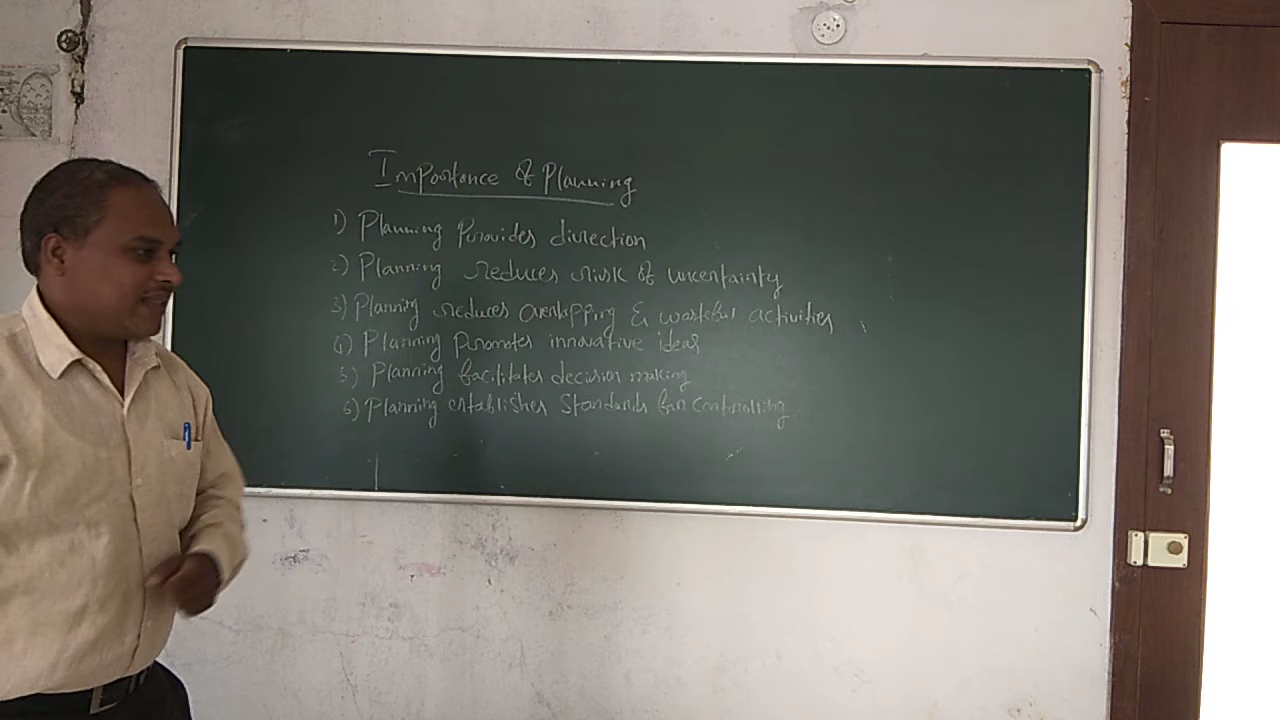 Importance of Planning
1) Planning Provides direction
2) Planning reduces risk of uncertainty
3) Planning reduces overlapping & wasteful activities
4) Planning Promotes innovative ideas
5) Planning facilitates decision making
6) Planning establishes Standards for Controlling.